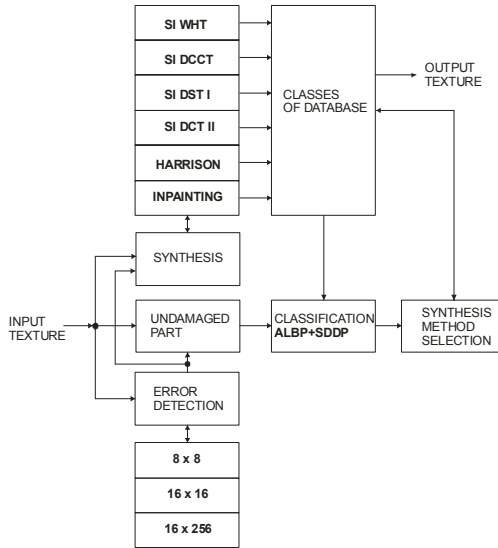 SI WHT
SI DCCT
SI DST I
SI DCT II
HARRISON
INPAINTING
CLASSES
OF DATABASE
OUTPUT
TEXTURE
SYNTHESIS
INPUT
TEXTURE
UNDAMAGED
PART
CLASSIFICATION
ALBP+SDDP
SYNTHESIS
METHOD
SELECTION
ERROR
DETECTION
8 x 8
16 x 16
16 x 256